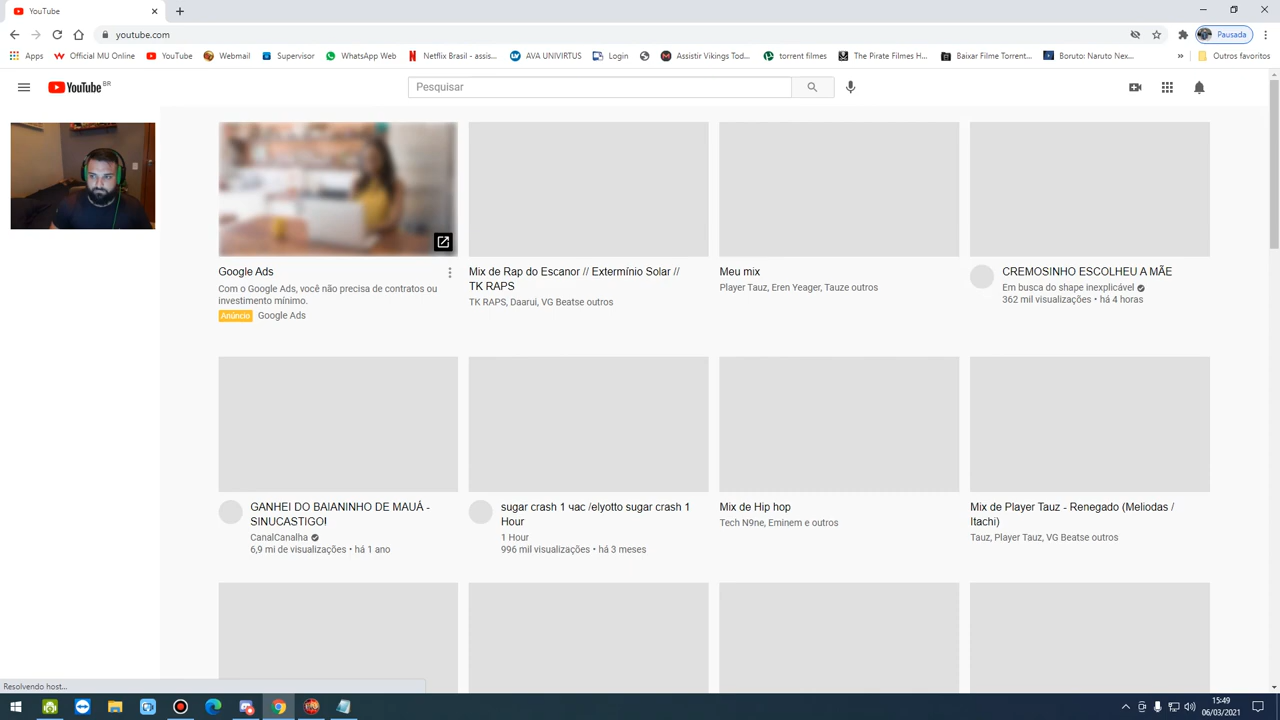 YouTube
youtube.com
Pausada
Apps
Official MU Online
YouTube
Webmail
Supervisor
WhatsApp Web
Netflix Brasil - assis...
AVA UNIVIRTUS
Login
Assistir Vikings Tod...
torrent filmes
The Pirate Filmes H...
Baixar Filme Torrent...
Boruto: Naruto Nex...
»
Outros favoritos
YouTube BR
Pesquisar
Google Ads
Com o Google Ads, você não precisa de contratos ou
investimento mínimo.
Anúncio Google Ads
Mix de Rap do Escanor // Extermínio Solar //
TK RAPS
TK RAPS, Daarui, VG Beatse outros
Meu mix
Player Tauz, Eren Yeager, Tauze outros
CREMOSINHO ESCOLHEU A MÃE
Em busca do shape inexplicável
362 mil visualizações • há 4 horas
GANHEI DO BAIANINHO DE MAUÁ -
SINUCASTIGO!
CanalCanalha
6,9 mi de visualizações • há 1 ano
sugar crash 1 час /elyotto sugar crash 1
Hour
1 Hour
996 mil visualizações • há 3 meses
Mix de Hip hop
Tech N9ne, Eminem e outros
Mix de Player Tauz - Renegado (Meliodas /
Itachi)
Tauz, Player Tauz, VG Beatse outros
Resolvendo host...
15:49
06/03/2021